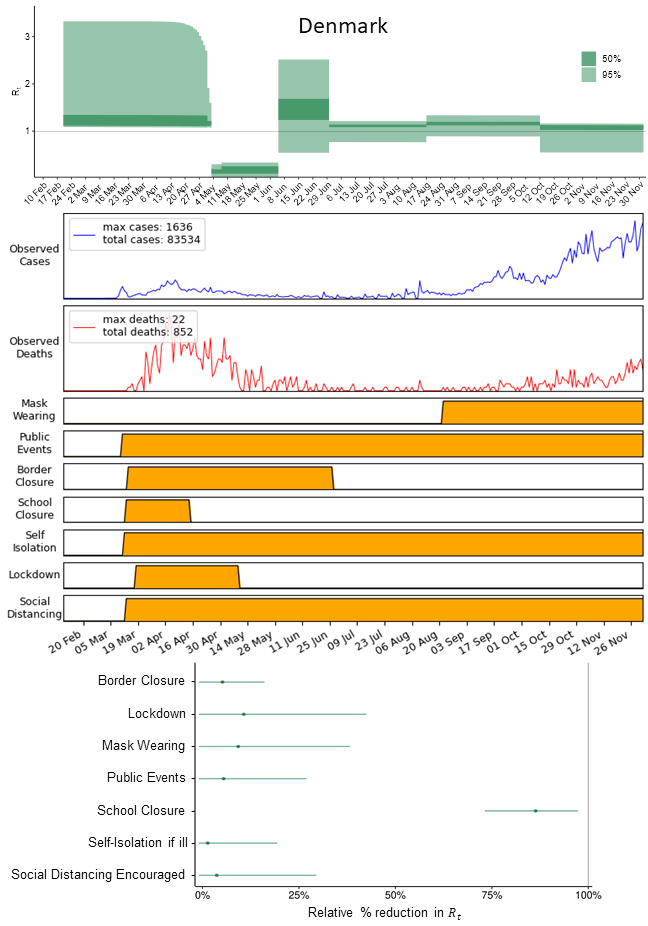 Denmark
3
2
1
R_t
50%
95%
10 Feb
17 Feb
24 Feb
2 Mar
9 Mar
16 Mar
23 Mar
30 Mar
6 Apr
13 Apr
20 Apr
27 Apr
4 May
11 May
18 May
25 May
1 Jun
8 Jun
15 Jun
22 Jun
29 Jun
6 Jul
13 Jul
20 Jul
27 Jul
3 Aug
10 Aug
17 Aug
24 Aug
31 Aug
7 Sep
14 Sep
21 Sep
28 Sep
5 Oct
12 Oct
19 Oct
26 Oct
2 Nov
9 Nov
16 Nov
23 Nov
30 Nov
Observed
Cases
max cases: 1636
total cases: 83534
Observed
Deaths
max deaths: 22
total deaths: 852
Mask
Wearing
Public
Events
Border
Closure
School
Closure
Self
Isolation
Lockdown
Social
Distancing
20 Feb
05 Mar
19 Mar
02 Apr
16 Apr
30 Apr
14 May
28 May
11 Jun
25 Jun
09 Jul
23 Jul
06 Aug
20 Aug
03 Sep
17 Sep
01 Oct
15 Oct
29 Oct
12 Nov
26 Nov
Border Closure
Lockdown
Mask Wearing
Public Events
School Closure
Self-Isolation if ill
Social Distancing Encouraged
0%
25%
50%
75%
100%
Relative % reduction in R_t